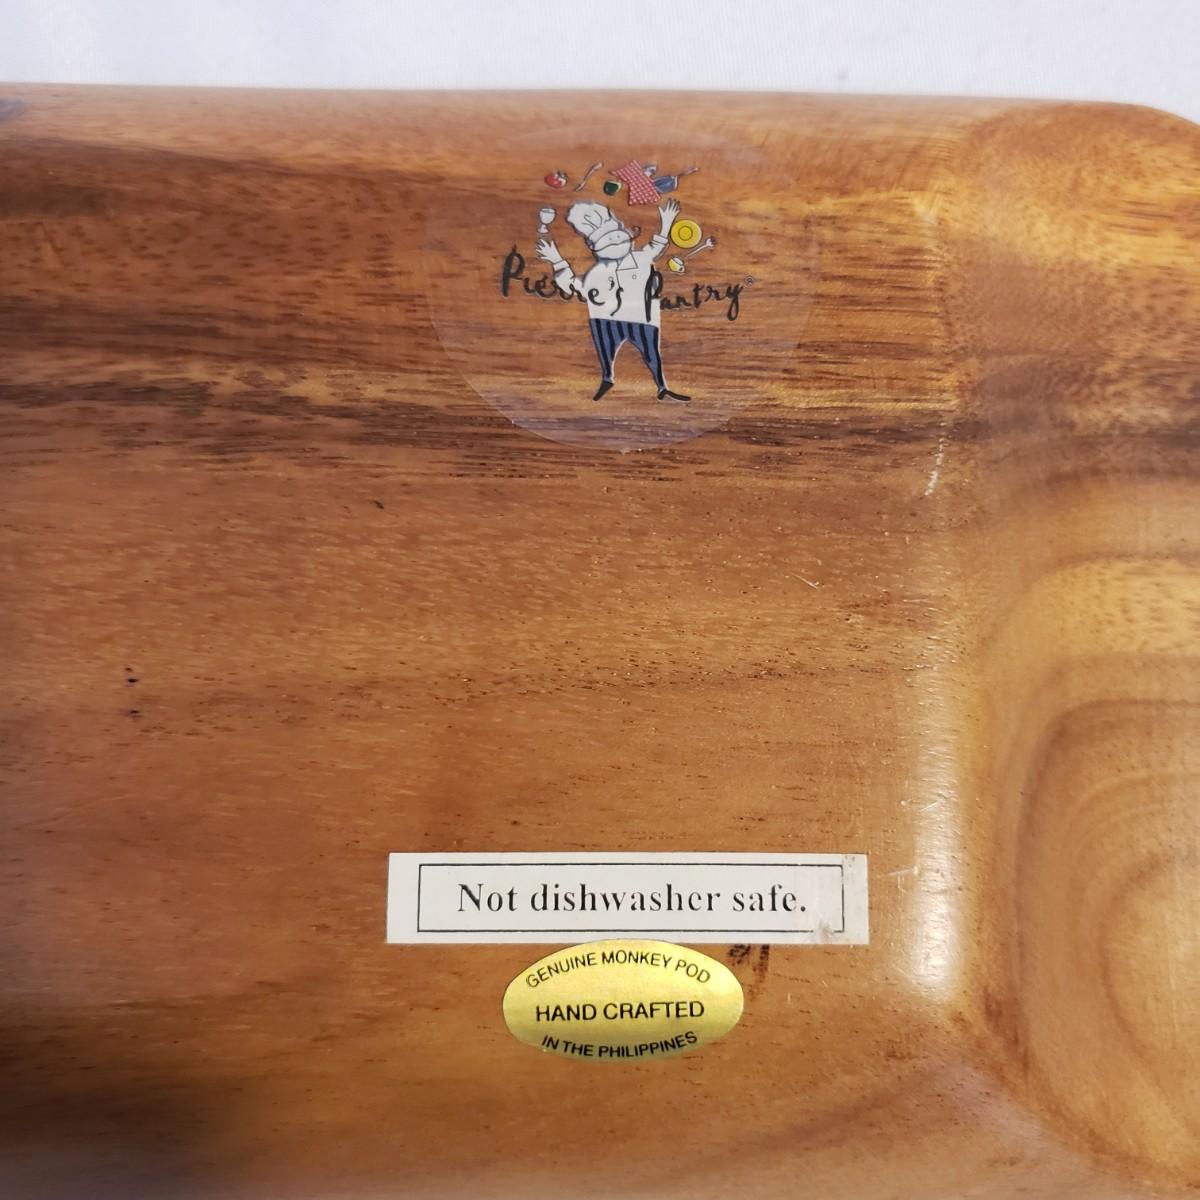 Pierre's Pantry®
Not dishwasher safe.
GENUINE MONKEY POD
HAND CRAFTED
IN THE PHILIPPINES